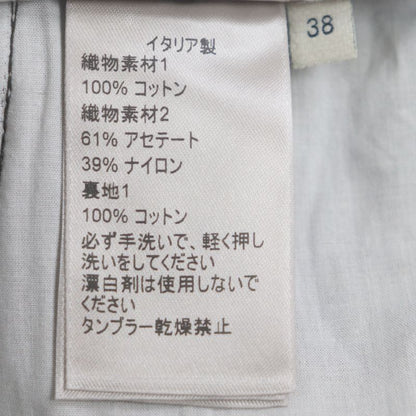 イタリア製
38
織物素材1
100% コットン
織物素材2
61% アセテート
39% ナイロン
裏地1
100% コットン
必ず手洗いで、軽く押し
洗いをしてください
漂白剤は使用しないで
ください
タンブラー乾燥禁止